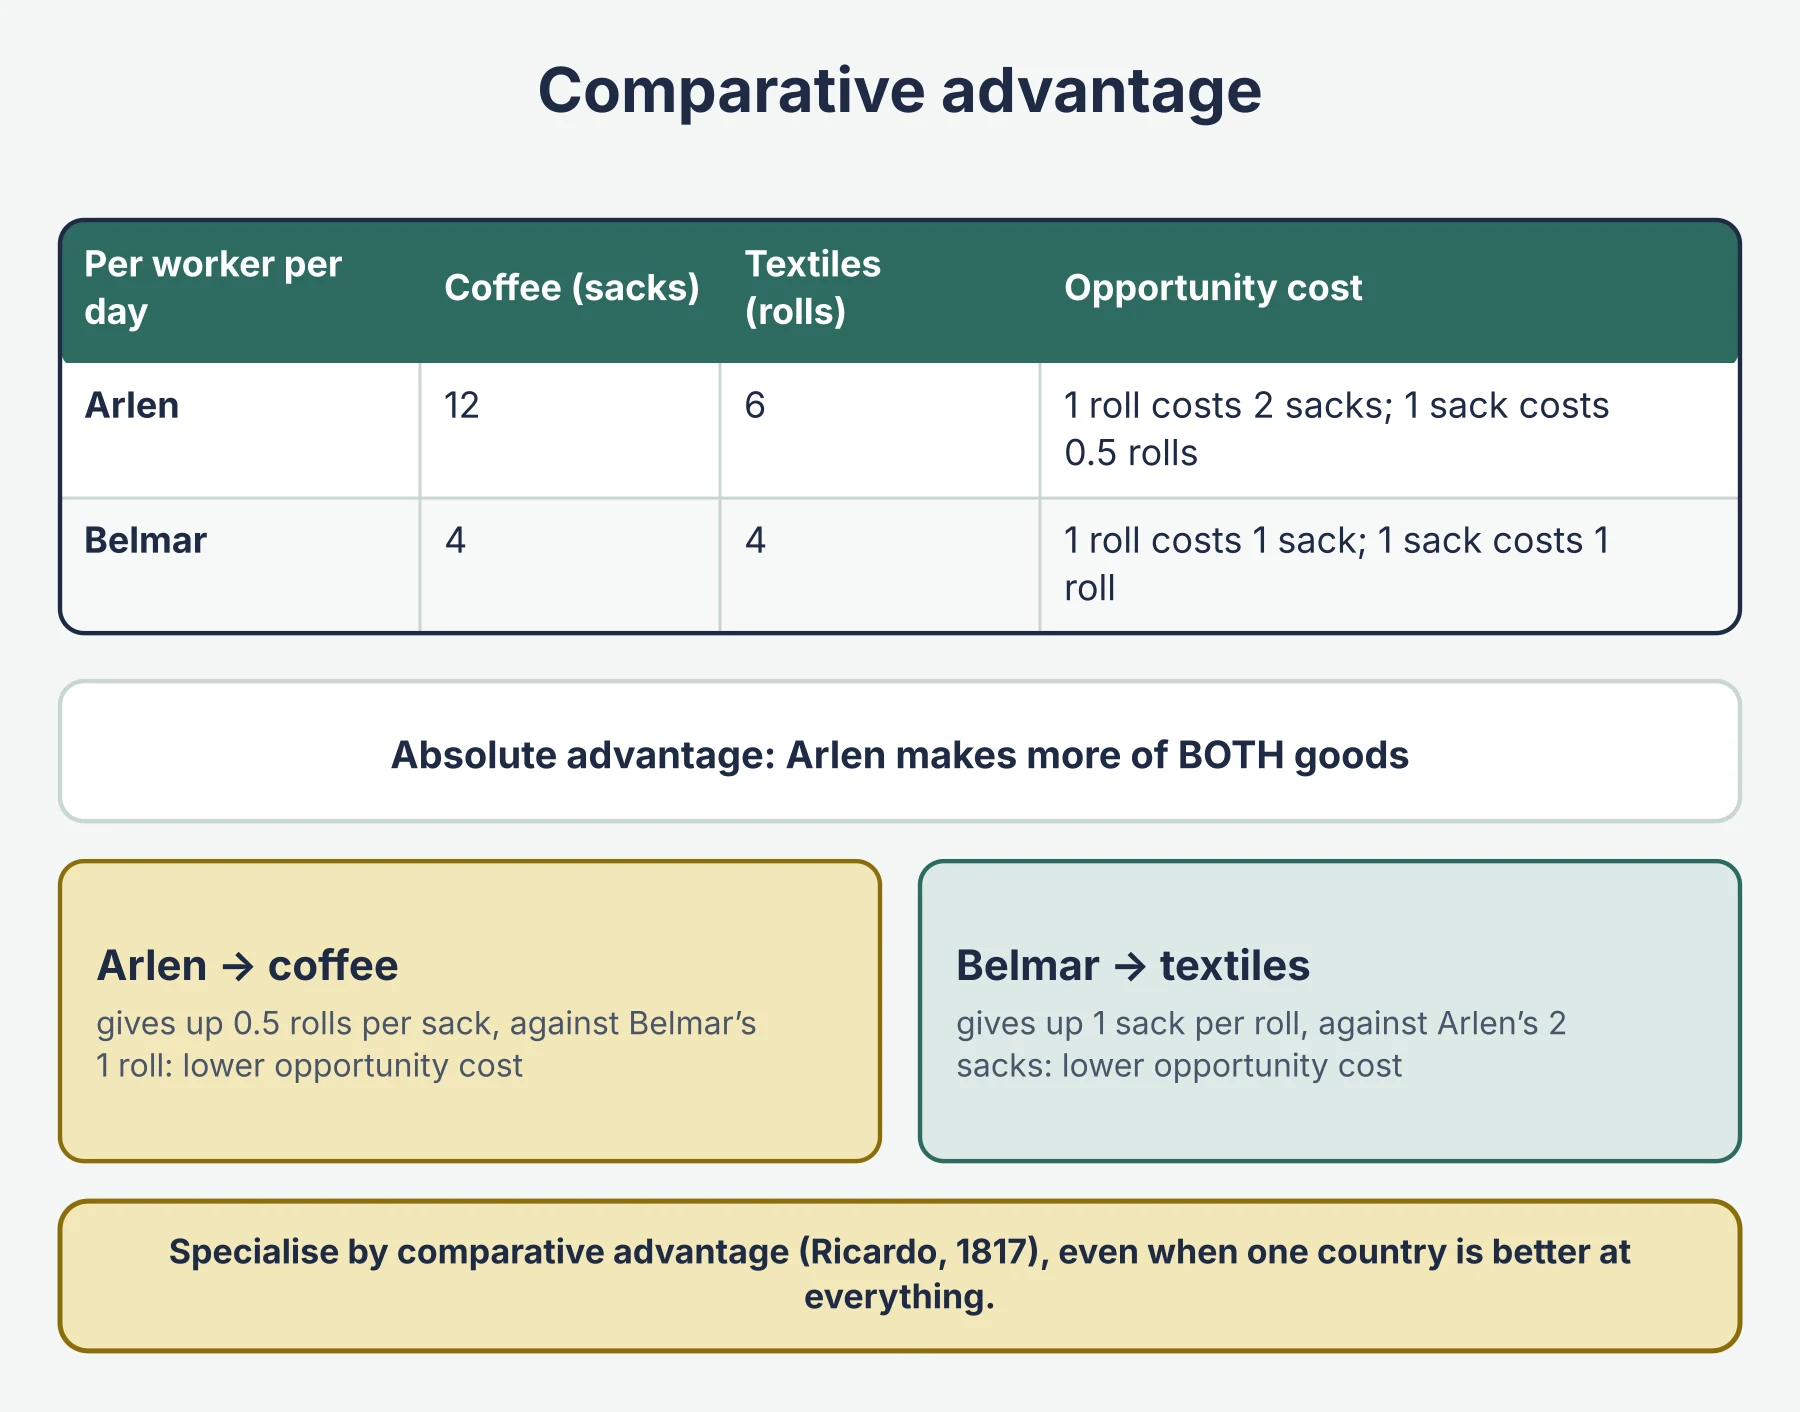 Comparative advantage
Per worker per
day
Coffee (sacks)
Textiles
(rolls)
Opportunity cost
Arlen
12
6
1 roll costs 2 sacks; 1 sack costs
0.5 rolls
Belmar
4
4
1 roll costs 1 sack; 1 sack costs 1
roll
Absolute advantage: Arlen makes more of BOTH goods
Arlen → coffee
gives up 0.5 rolls per sack, against Belmar’s
1 roll: lower opportunity cost
Belmar → textiles
gives up 1 sack per roll, against Arlen’s 2
sacks: lower opportunity cost
Specialise by comparative advantage (Ricardo, 1817), even when one country is better at
everything.